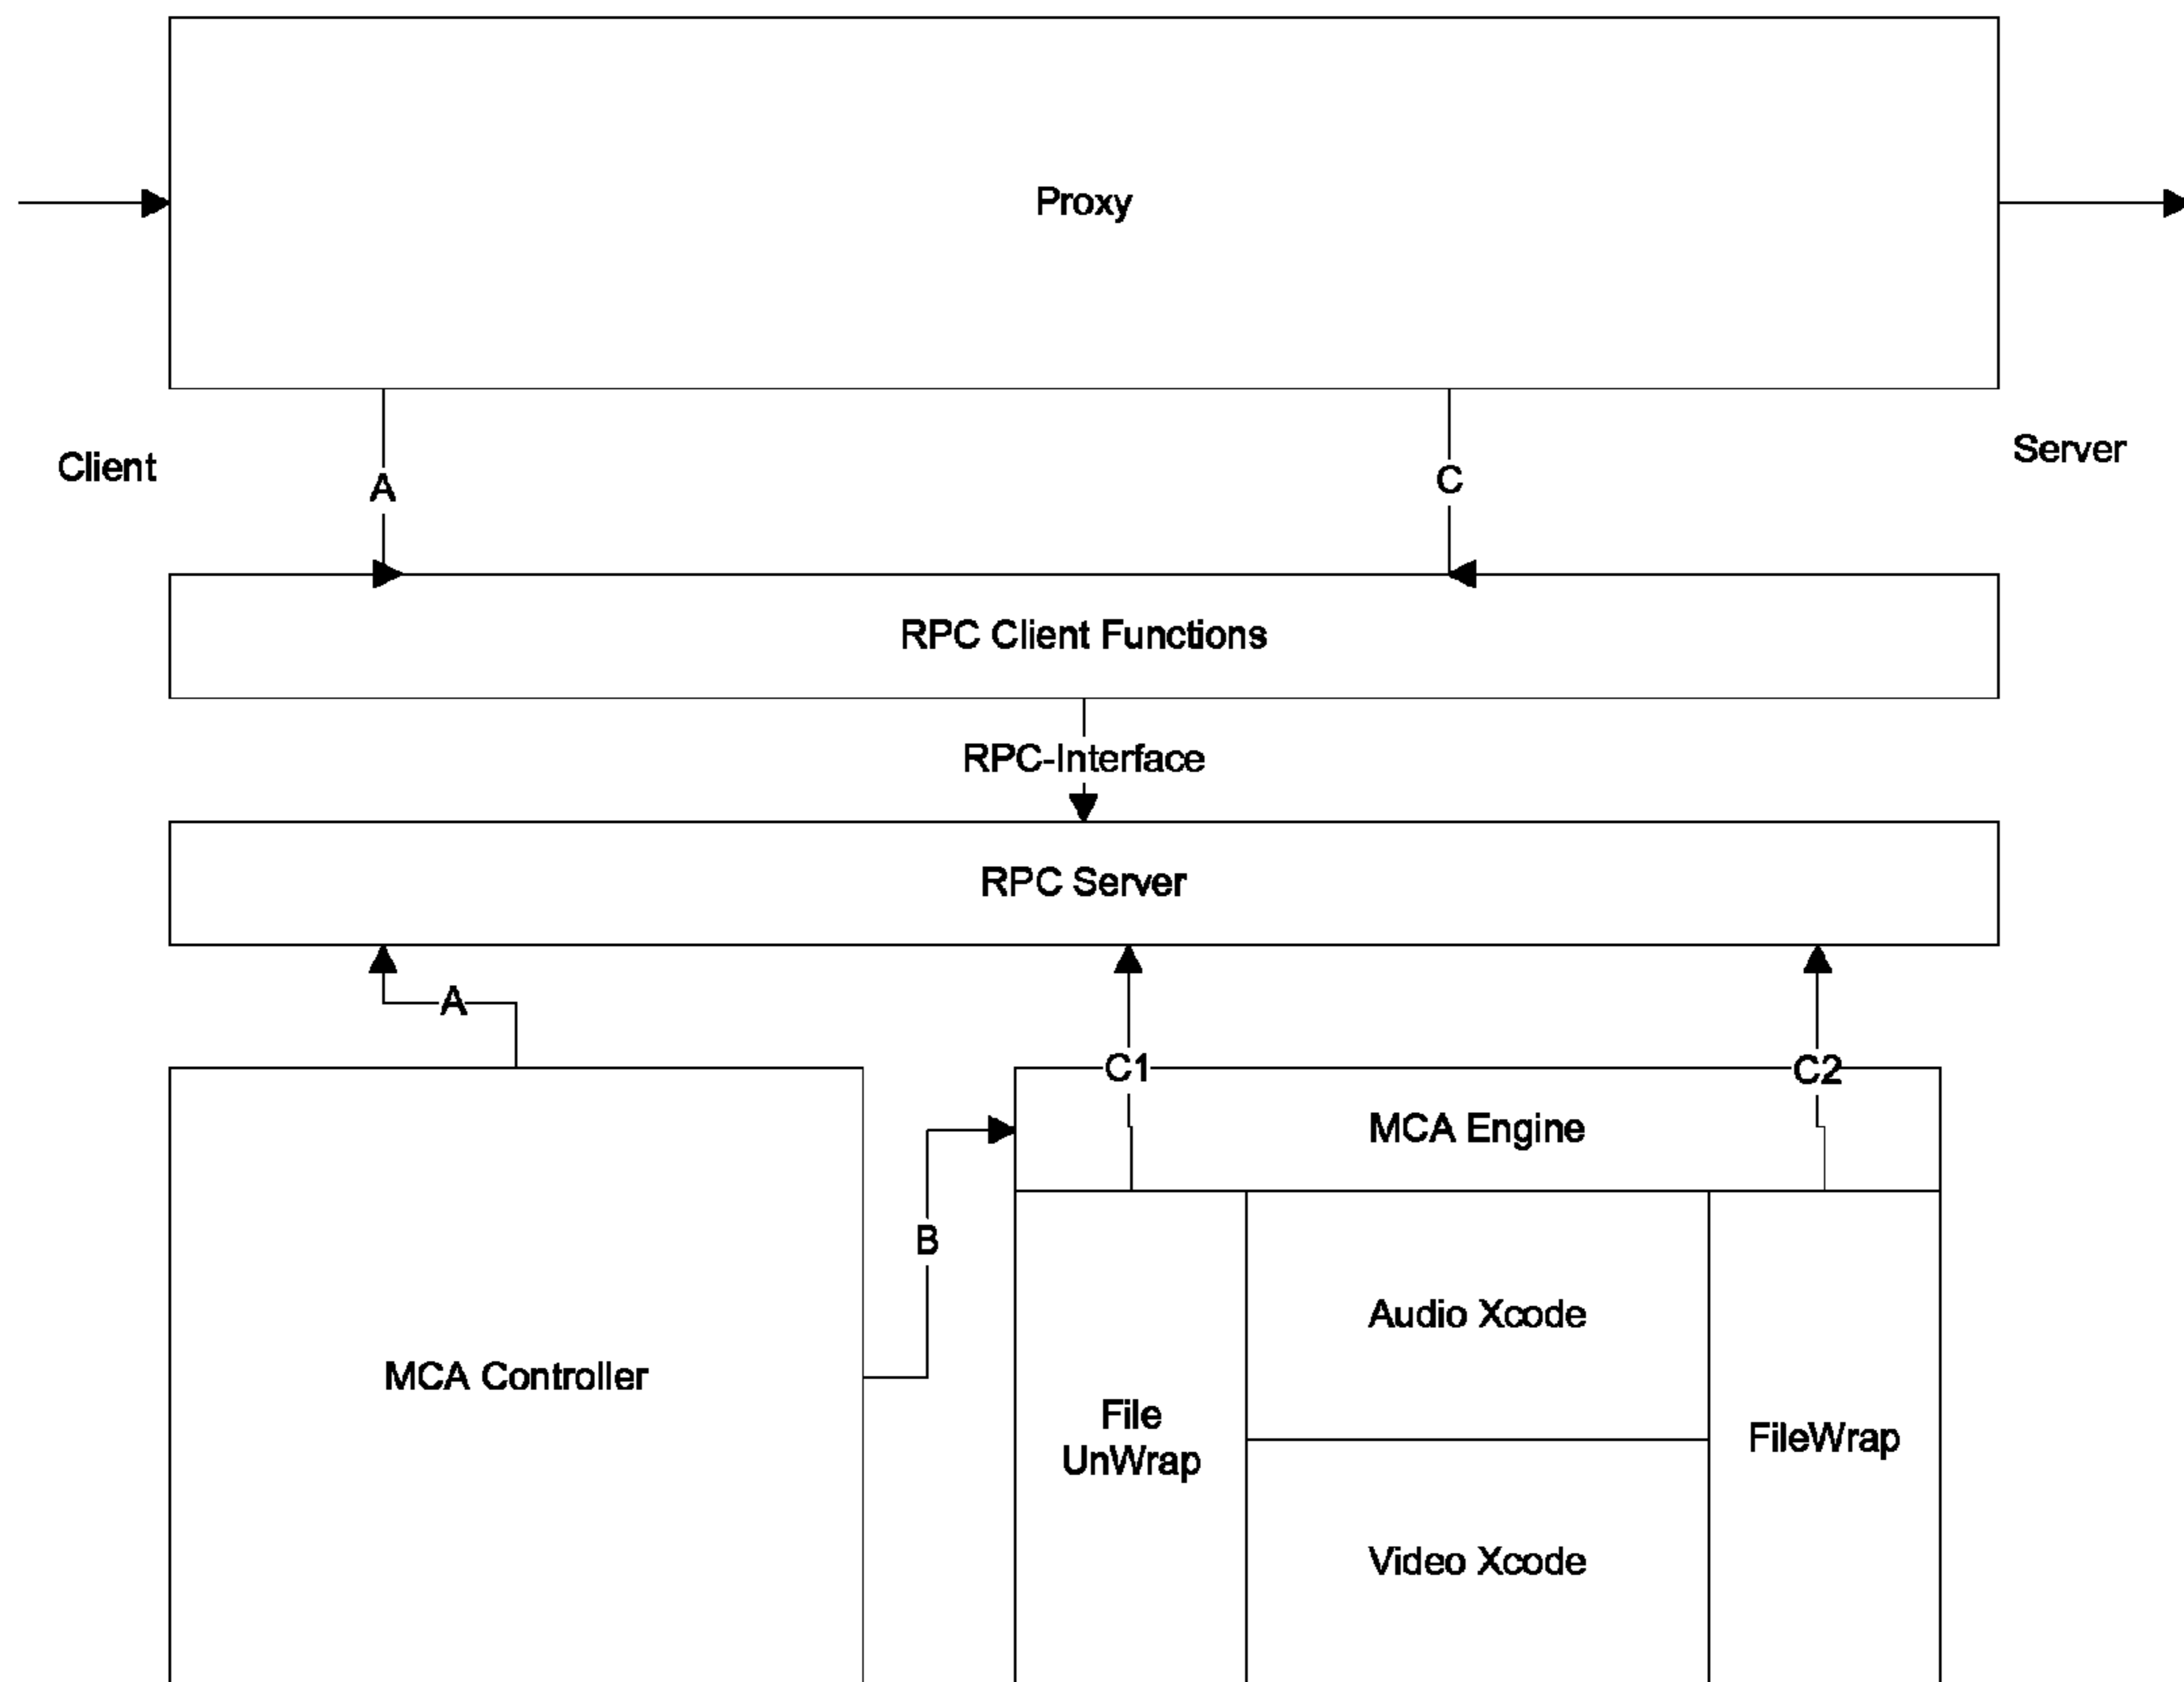 Proxy
Client
Server
A
C
RPC Client Functions
RPC-Interface
RPC Server
A
C1
C2
MCA Engine
B
Audio Xcode
MCA Controller
File
UnWrap
FileWrap
Video Xcode